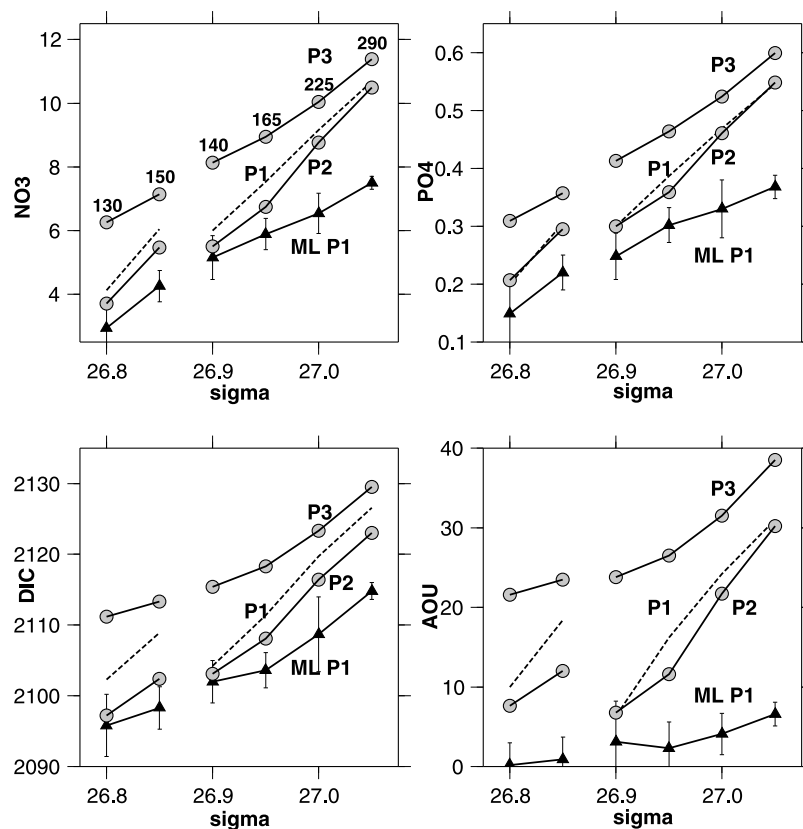 12
10
8
6
4
NO3
130
150
140
165
225
290
P3
P1
P2
ML P1
26.8
26.9
27.0
sigma
0.6
0.5
0.4
0.3
0.2
0.1
PO4
P3
P1
P2
ML P1
26.8
26.9
27.0
sigma
2130
2120
2110
2100
2090
DIC
P3
P1
P2
ML P1
26.8
26.9
27.0
sigma
40
30
20
10
0
AOU
P3
P1
P2
ML P1
26.8
26.9
27.0
sigma